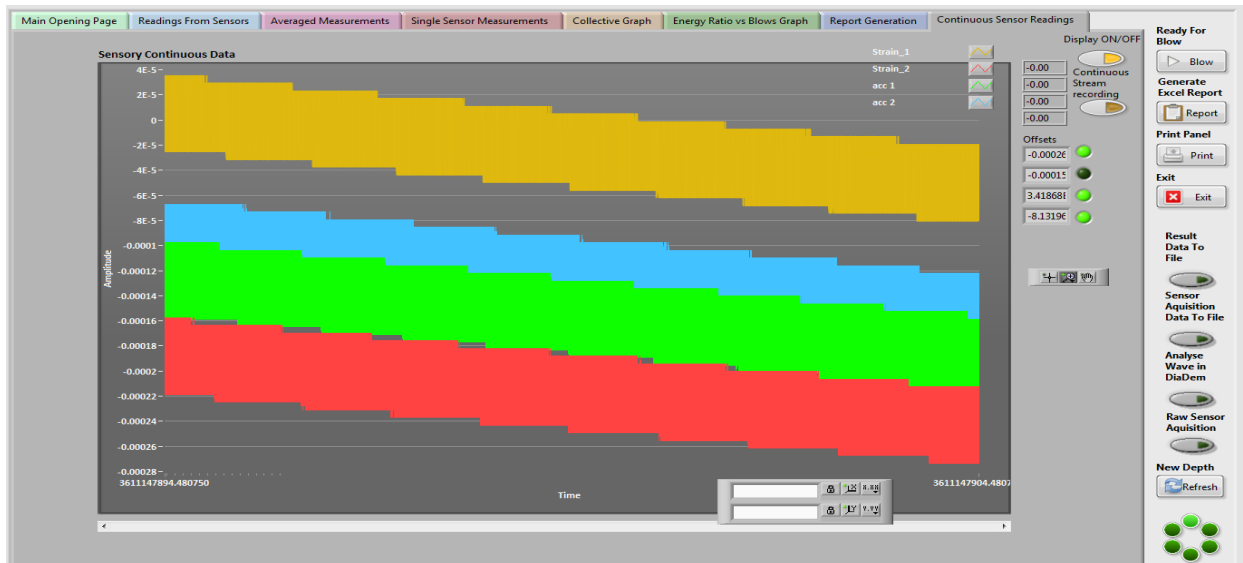 Main Opening Page
Readings From Sensors
Averaged Measurements
Single Sensor Measurements
Collective Graph
Energy Ratio vs Blows Graph
Report Generation
Continuous Sensor Readings
Sensory Continuous Data
Strain_1
Strain_2
acc 1
acc 2
Amplitude
4E-5
2E-5
0
-2E-5
-4E-5
-6E-5
-8E-5
-0.0001
-0.00012
-0.00014
-0.00016
-0.00018
-0.0002
-0.00022
-0.00024
-0.00026
-0.00028
3611147894.480750
3611147904.4807
Time
Display ON/OFF
-0.00
-0.00
-0.00
-0.00
Continuous
Stream
recording
Offsets
-0.00026
-0.00015
3.418688
-8.13196
Ready For
Blow
Blow
Generate
Excel Report
Report
Print Panel
Print
Exit
Exit
Result
Data To
File
Sensor
Aquisition
Data To File
Analyse
Wave in
DiaDem
Raw Sensor
Aquisition
New Depth
Refresh